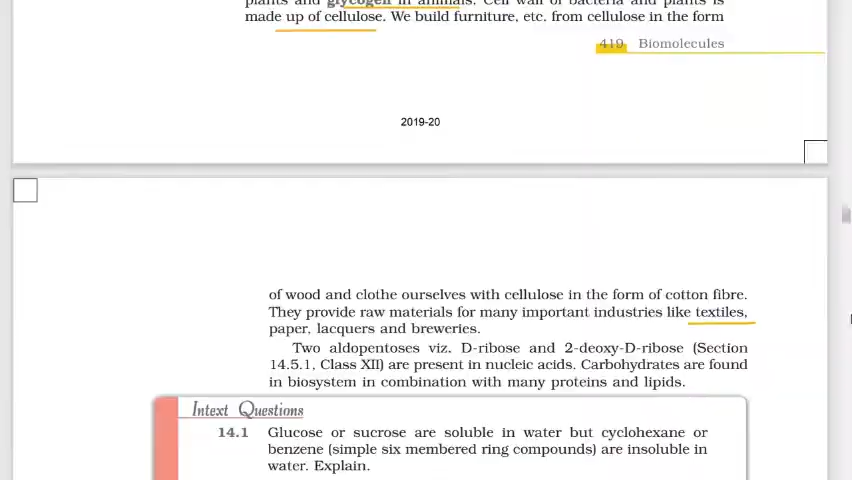 plants and glycogen in animals. Cell wall of bacteria and plants is
made up of cellulose. We build furniture, etc. from cellulose in the form
419 Biomolecules
2019-20
of wood and clothe ourselves with cellulose in the form of cotton fibre.
They provide raw materials for many important industries like textiles,
paper, lacquers and breweries.
Two aldopentoses viz. D-ribose and 2-deoxy-D-ribose (Section
14.5.1, Class XII) are present in nucleic acids. Carbohydrates are found
in biosystem in combination with many proteins and lipids.
Intext Questions
14.1 Glucose or sucrose are soluble in water but cyclohexane or
benzene (simple six membered ring compounds) are insoluble in
water. Explain.